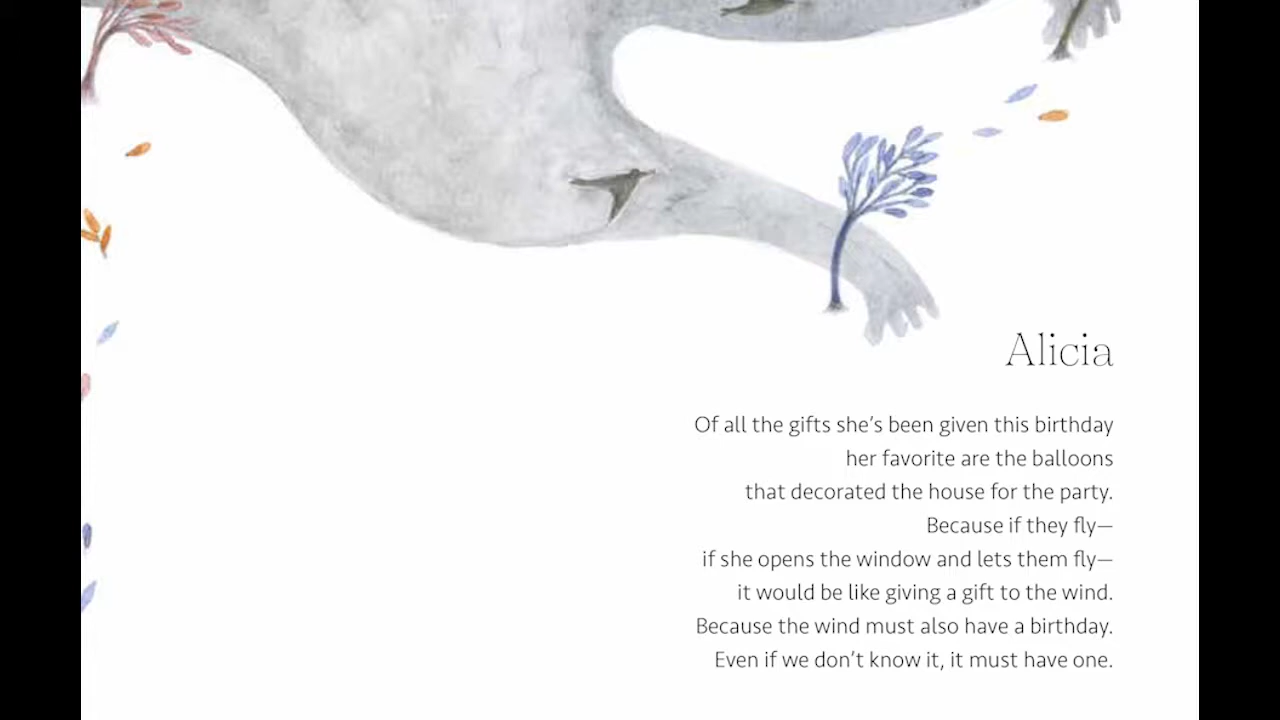 Alicia
Of all the gifts she’s been given this birthday
her favorite are the balloons
that decorated the house for the party.
Because if they fly—
if she opens the window and lets them fly—
it would be like giving a gift to the wind.
Because the wind must also have a birthday.
Even if we don’t know it, it must have one.